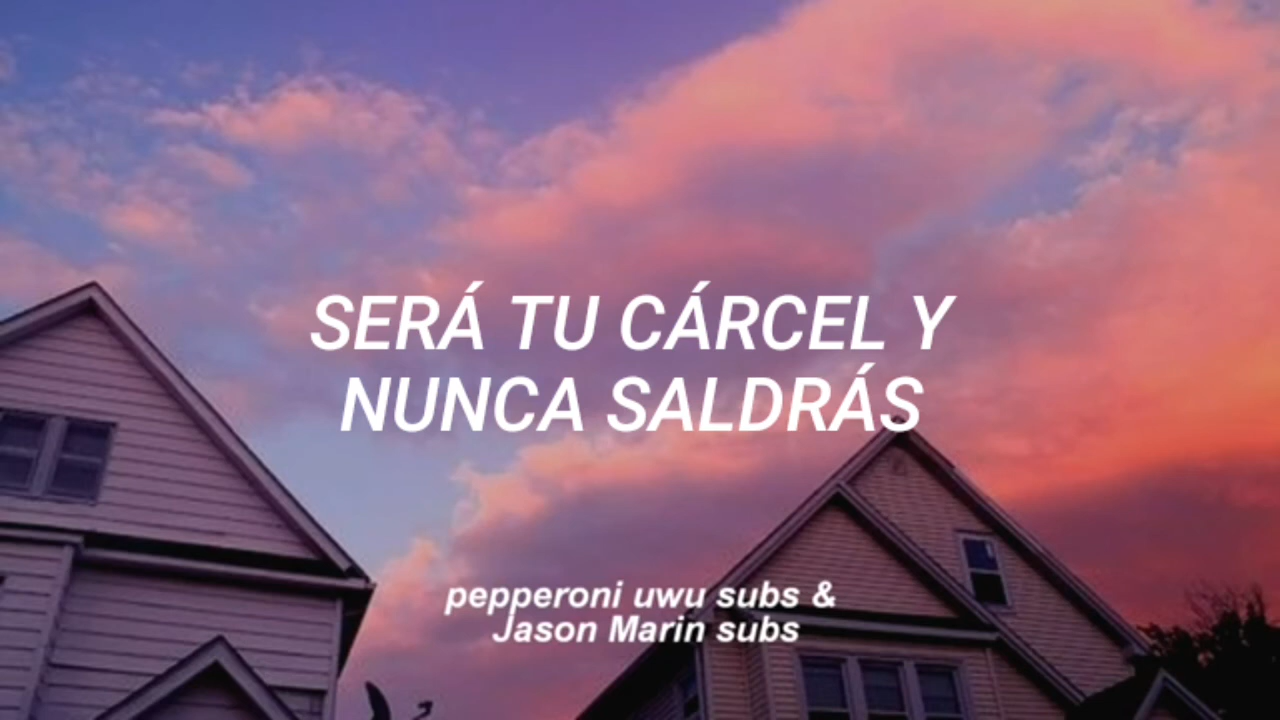 SERÁ TU CÁRCEL Y
NUNCA SALDRÁS
pepperoni uwu subs &
Jason Marin subs